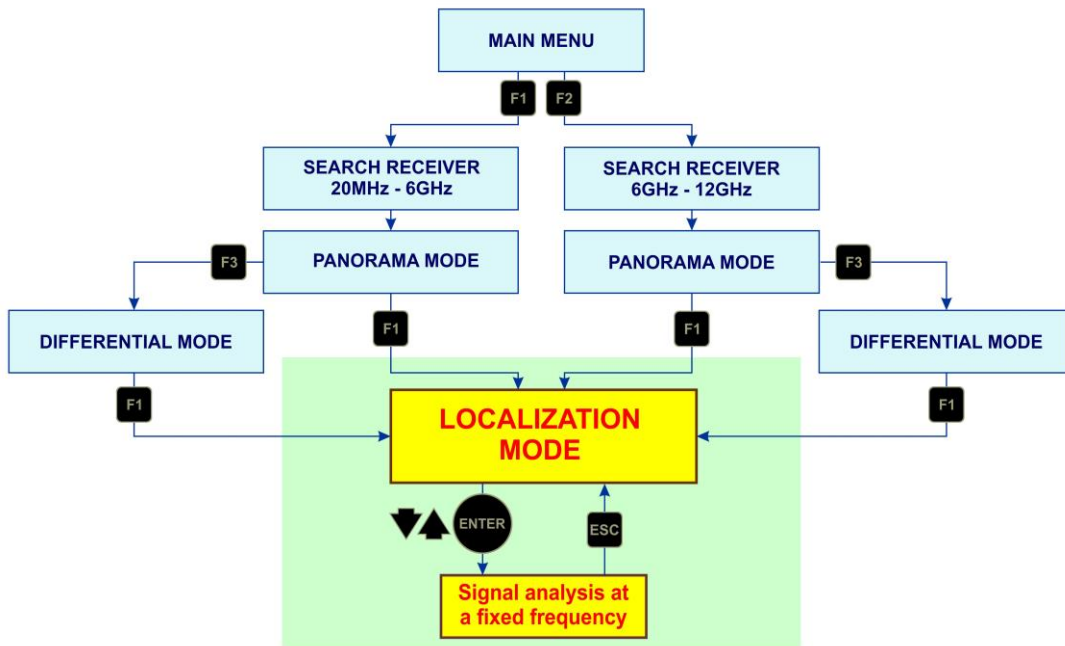 MAIN MENU
F1
F2
SEARCH RECEIVER
20MHz - 6GHz
SEARCH RECEIVER
6GHz - 12GHz
F3
PANORAMA MODE
PANORAMA MODE
F3
DIFFERENTIAL MODE
F1
F1
DIFFERENTIAL MODE
F1
LOCALIZATION
MODE
F1
ENTER
ESC
Signal analysis at
a fixed frequency